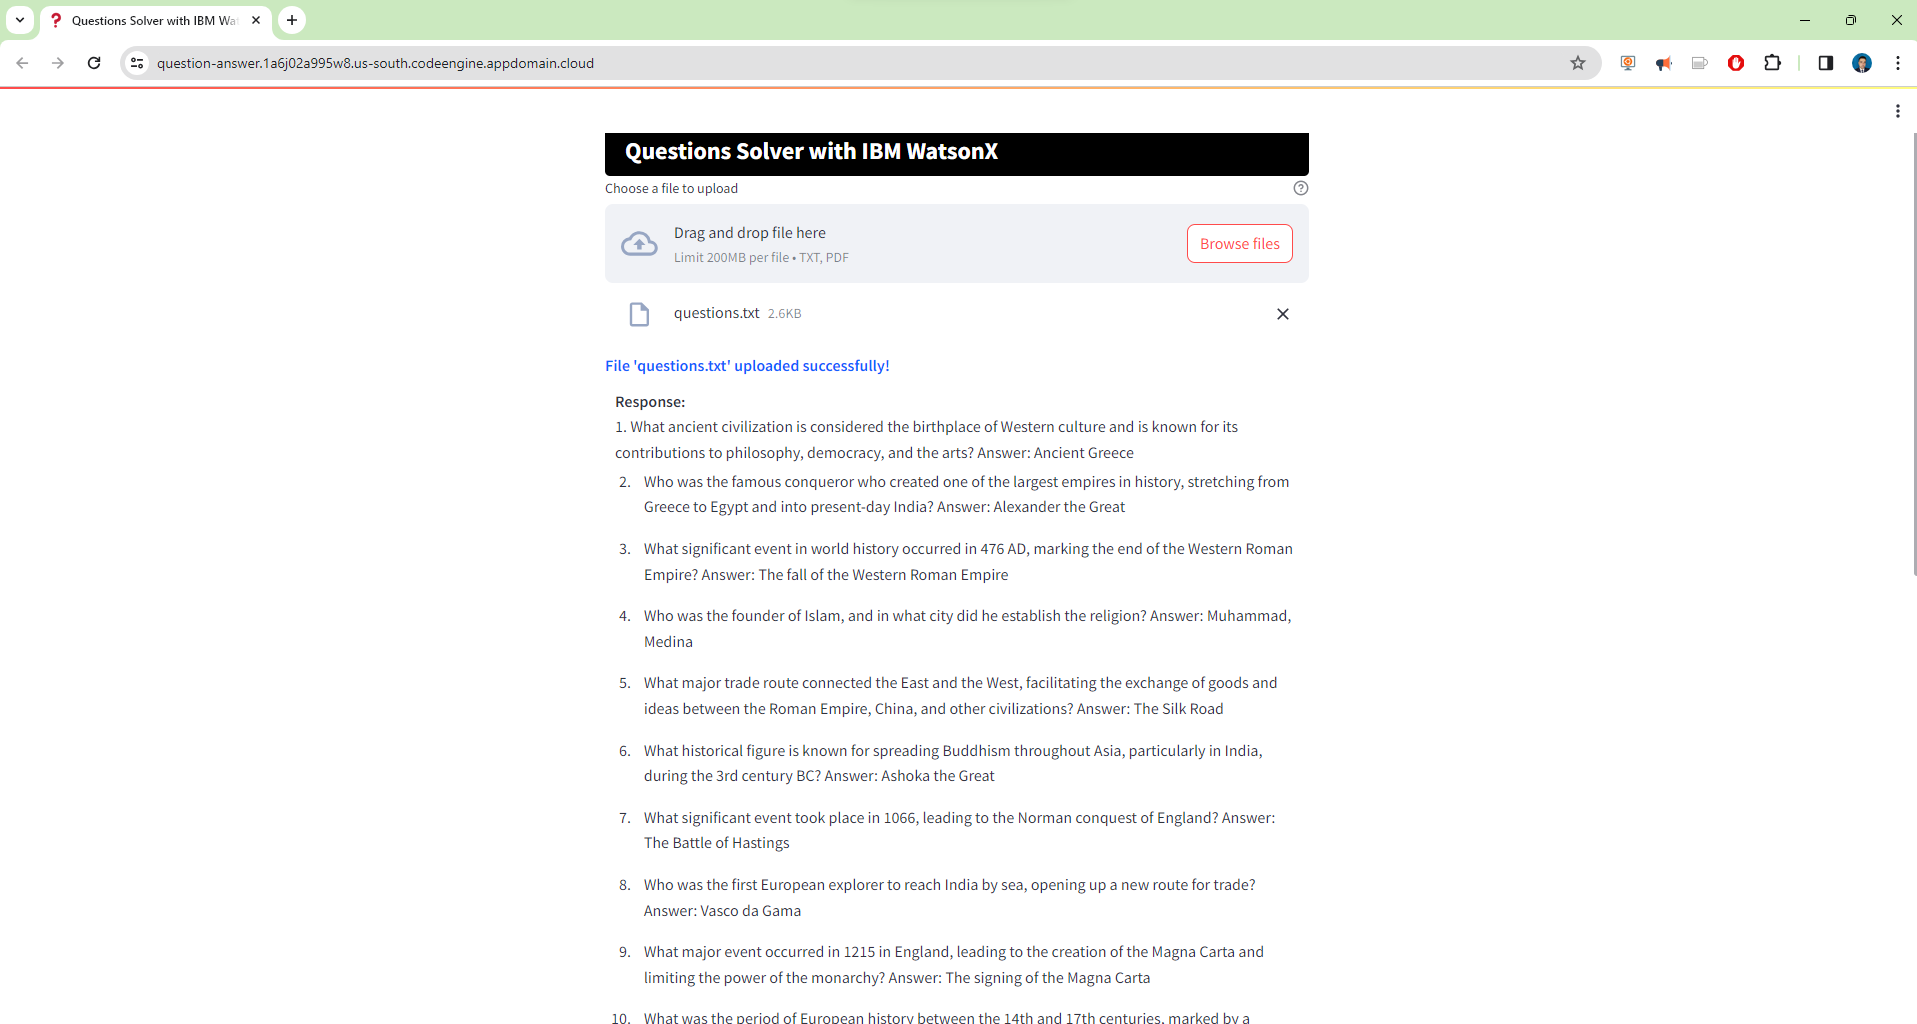 Questions Solver with IBM Wa
question-answer.1a6j02a995w8.us-south.codeengine.appdomain.cloud
Questions Solver with IBM WatsonX
Choose a file to upload
Drag and drop file here
Limit 200MB per file • TXT, PDF
Browse files
questions.txt 2.6KB
File 'questions.txt' uploaded successfully!
Response:
1. What ancient civilization is considered the birthplace of Western culture and is known for its
contributions to philosophy, democracy, and the arts? Answer: Ancient Greece
2. Who was the famous conqueror who created one of the largest empires in history, stretching from
Greece to Egypt and into present-day India? Answer: Alexander the Great
3. What significant event in world history occurred in 476 AD, marking the end of the Western Roman
Empire? Answer: The fall of the Western Roman Empire
4. Who was the founder of Islam, and in what city did he establish the religion? Answer: Muhammad,
Medina
5. What major trade route connected the East and the West, facilitating the exchange of goods and
ideas between the Roman Empire, China, and other civilizations? Answer: The Silk Road
6. What historical figure is known for spreading Buddhism throughout Asia, particularly in India,
during the 3rd century BC? Answer: Ashoka the Great
7. What significant event took place in 1066, leading to the Norman conquest of England? Answer:
The Battle of Hastings
8. Who was the first European explorer to reach India by sea, opening up a new route for trade?
Answer: Vasco da Gama
9. What major event occurred in 1215 in England, leading to the creation of the Magna Carta and
limiting the power of the monarchy? Answer: The signing of the Magna Carta
10. What was the period of European history between the 14th and 17th centuries, marked by a